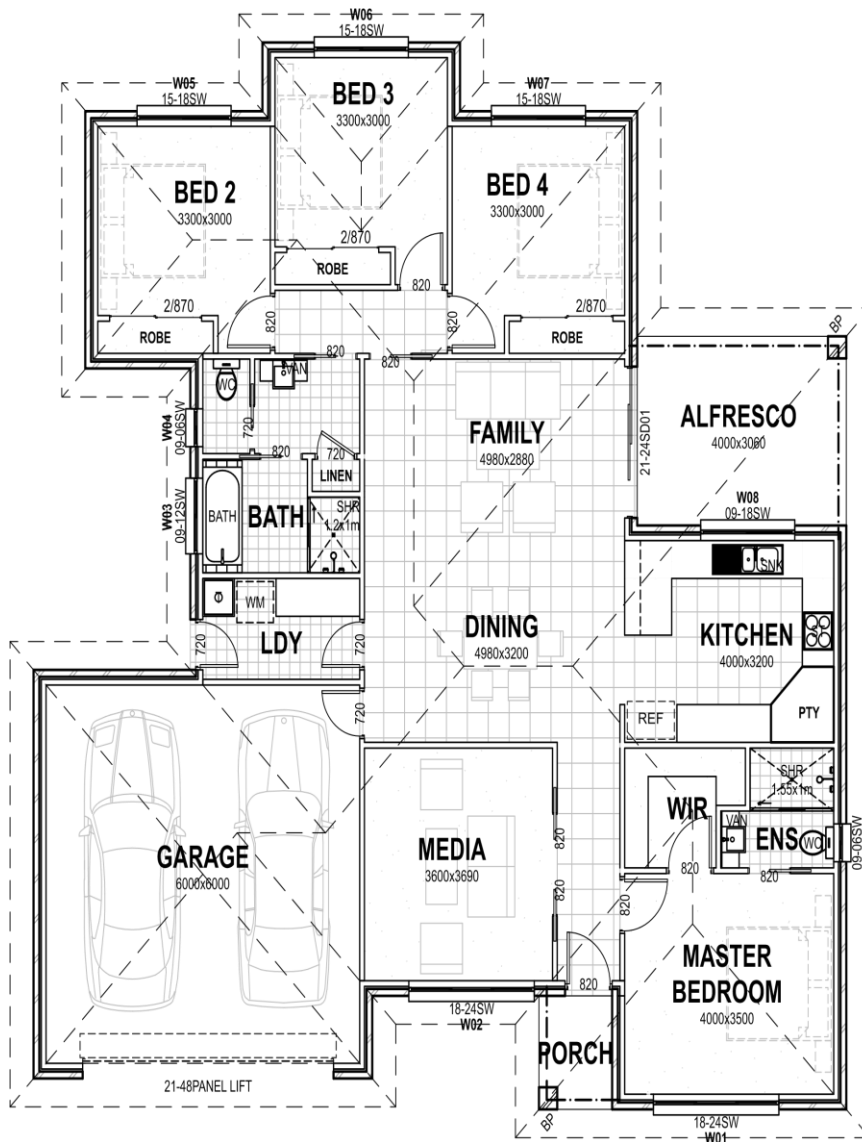 W06
15-18SW
W05
15-18SW
W07
15-18SW
BED 3
3300x3000
BED 2
3300x3000
BED 4
3300x3000
2/870
ROBE
820
2/870
ROBE
820
820
2/870
ROBE
BP
820
820
WC
VAN
W04
09-06SW
720
820
720
LINEN
FAMILY
4980x2880
21-24SD01
ALFRESCO
4000x3060
W08
09-18SW
W03
09-12SW
BATH
BATH
SHR
1.2x1m
SNK
WM
LDY
720
720
DINING
4980x3200
KITCHEN
4000x3200
PTY
REF
720
SHR
1.55x1m
WIR
VAN
ENS
WC
09-06SW
820
820
GARAGE
6000x6000
MEDIA
3600x3690
820
820
820
MASTER
BEDROOM
4000x3500
820
18-24SW
W02
PORCH
21-48PANEL LIFT
BP
18-24SW
W01